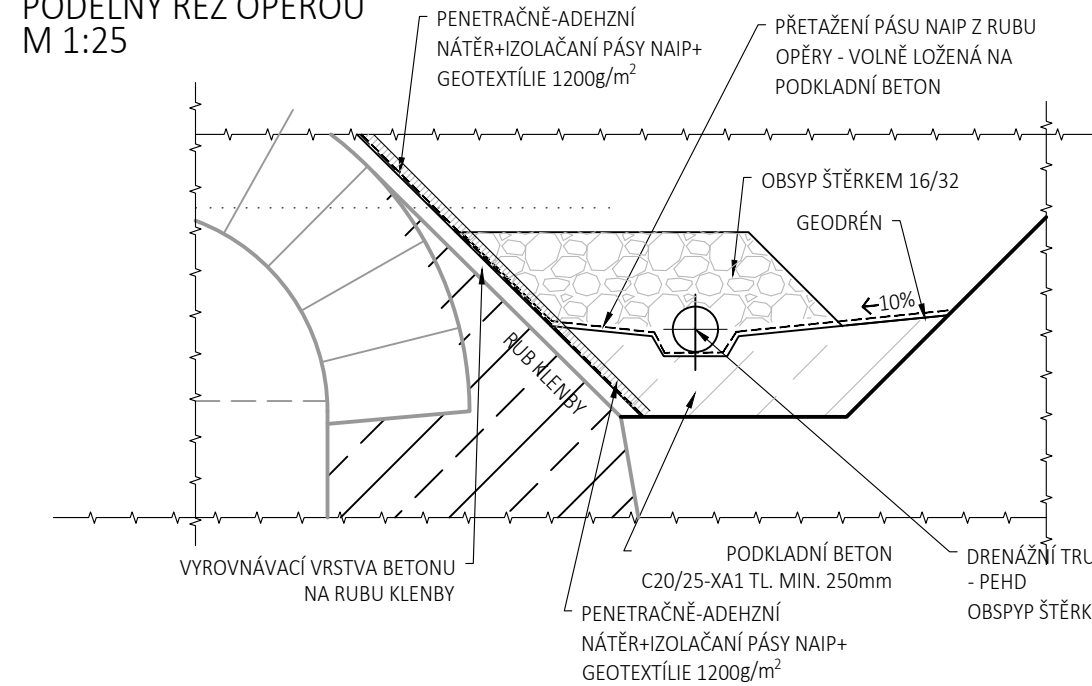 PODÉLNÝ ŘEZ OPĚROU
M 1:25
PENETRAČNĚ-ADEHZNÍ
NÁTĚR+IZOLAČANÍ PÁSY NAIP+
GEOTEXTÍLIE 1200g/m²
PŘETAŽENÍ PÁSU NAIP Z RUBU
OPĚRY - VOLNĚ LOŽENÁ NA
PODKLADNÍ BETON
OBSYP ŠTĚRKEM 16/32
GEODRÉN
10%
RUB KLENBY
VYROVNÁVACÍ VRSTVA BETONU
NA RUBU KLENBY
PODKLADNÍ BETON
C20/25-XA1 TL. MIN. 250mm
PENETRAČNĚ-ADEHZNÍ
NÁTĚR+IZOLAČANÍ PÁSY NAIP+
GEOTEXTÍLIE 1200g/m²
DRENÁŽNÍ
- PEHD
OBSPYP